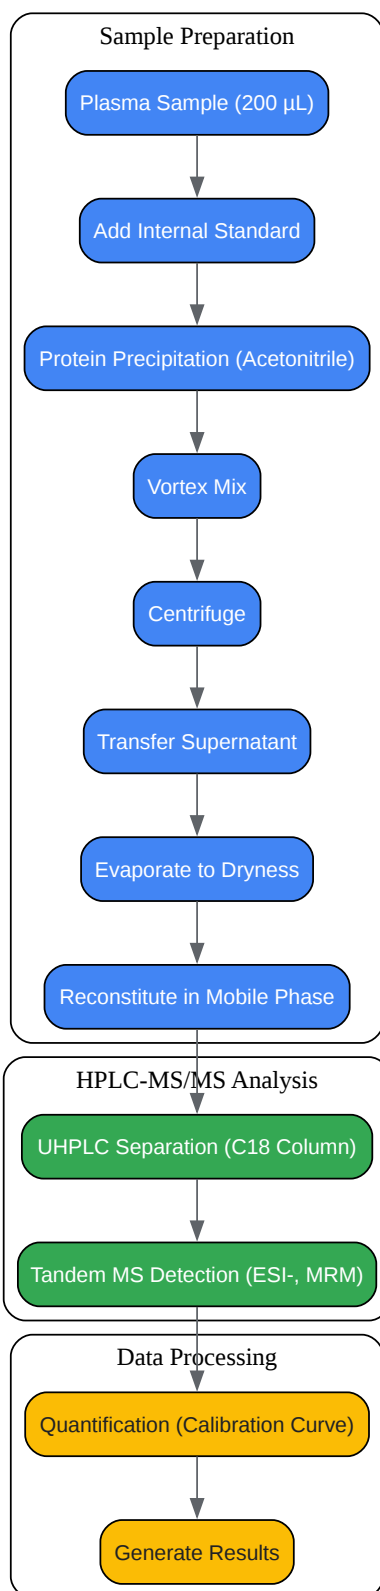 Sample Preparation
Plasma Sample (200 µL)
Add Internal Standard
Protein Precipitation (Acetonitrile)
Vortex Mix
Centrifuge
Transfer Supernatant
Evaporate to Dryness
Reconstitute in Mobile Phase
HPLC-MS/MS Analysis
UHPLC Separation (C18 Column)
Tandem MS Detection (ESI-, MRM)
Data Processing
Quantification (Calibration Curve)
Generate Results